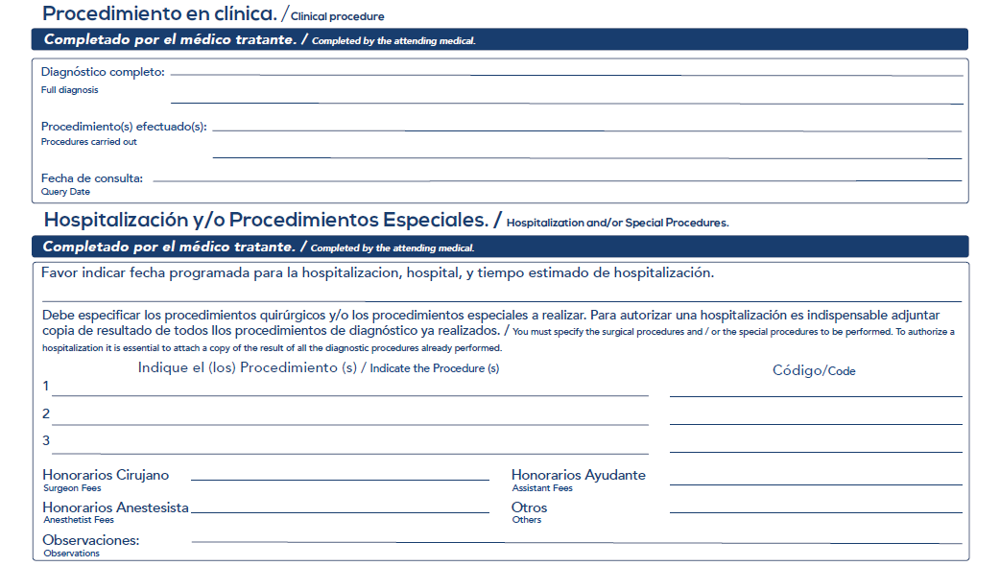 Procedimiento en clínica. / Clinical procedure
Completado por el médico tratante. / Completed by the attending medical.
Diagnóstico completo:
Full diagnosis
Procedimiento(s) efectuado(s):
Procedures carried out
Fecha de consulta:
Query Date
Hospitalización y/o Procedimientos Especiales. / Hospitalization and/or Special Procedures.
Completado por el médico tratante. / Completed by the attending medical.
Favor indicar fecha programada para la hospitalizacion, hospital, y tiempo estimado de hospitalización.
Debe especificar los procedimientos quirúrgicos y/o los procedimientos especiales a realizar. Para autorizar una hospitalización es indispensable adjuntar
copia de resultado de todos llos procedimientos de diagnóstico ya realizados. / You must specify the surgical procedures and / or the special procedures to be performed. To authorize a
hospitalization it is essential to attach a copy of the result of all the diagnostic procedures already performed.
Indique el (los) Procedimiento (s) / Indicate the Procedure (s) Código/Code
1
2
3
Honorarios Cirujano Honorarios Ayudante
Surgeon Fees Assistant Fees
Honorarios Anestesista Otros
Anesthetist Fees Others
Observaciones:
Observations